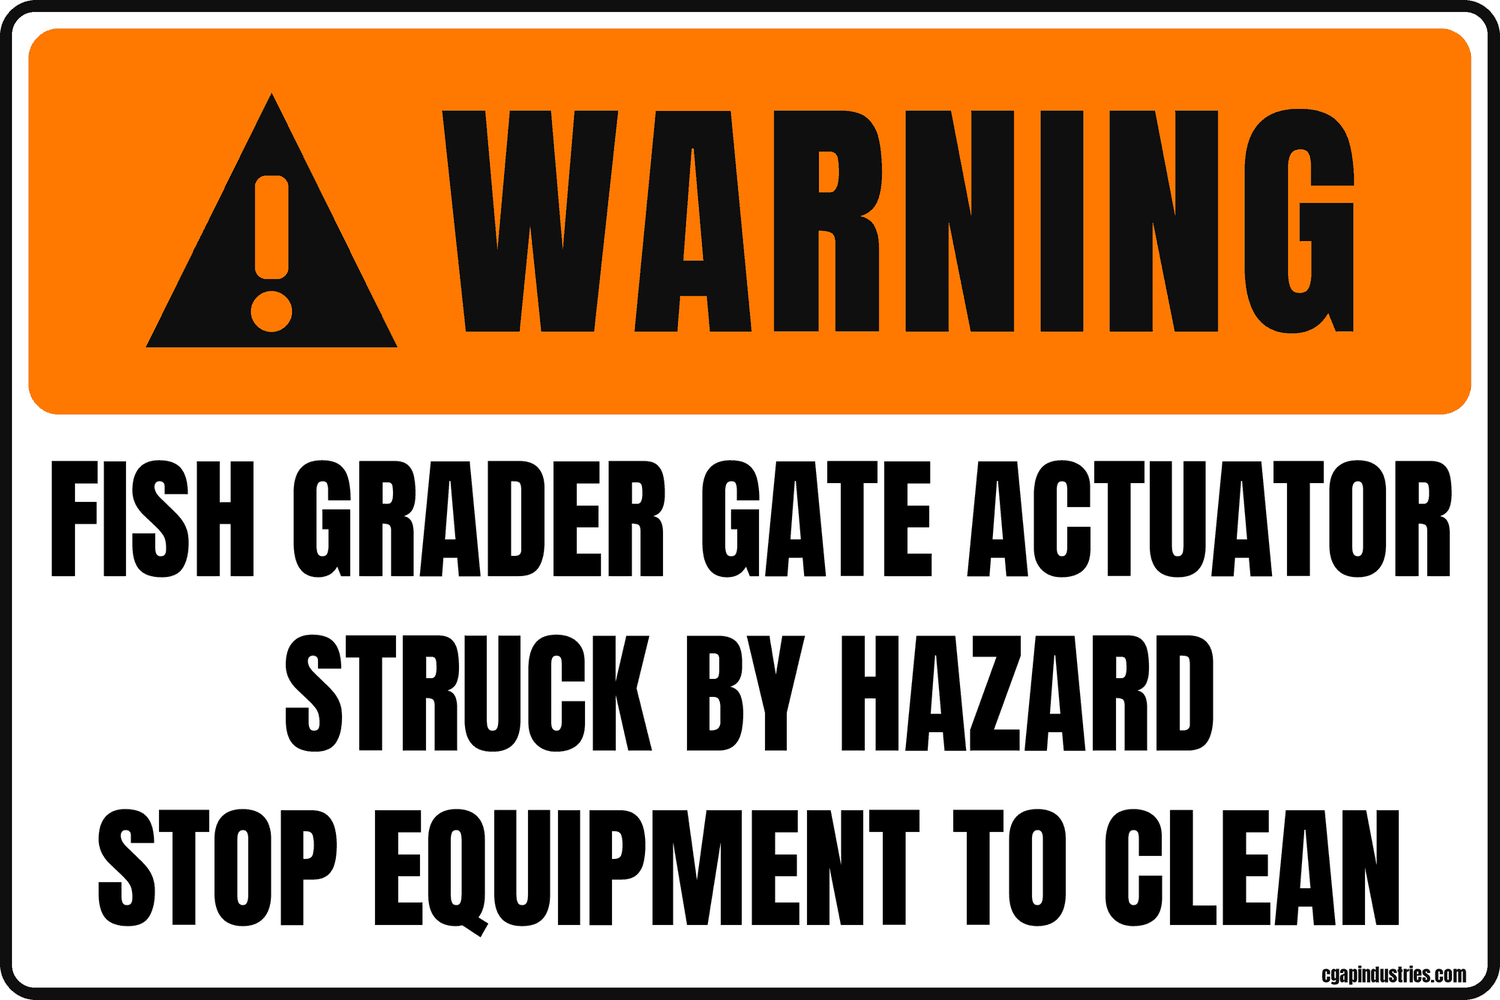 WARNING
FISH GRADER GATE ACTUATOR
STRUCK BY HAZARD
STOP EQUIPMENT TO CLEAN
cgapindustries.com